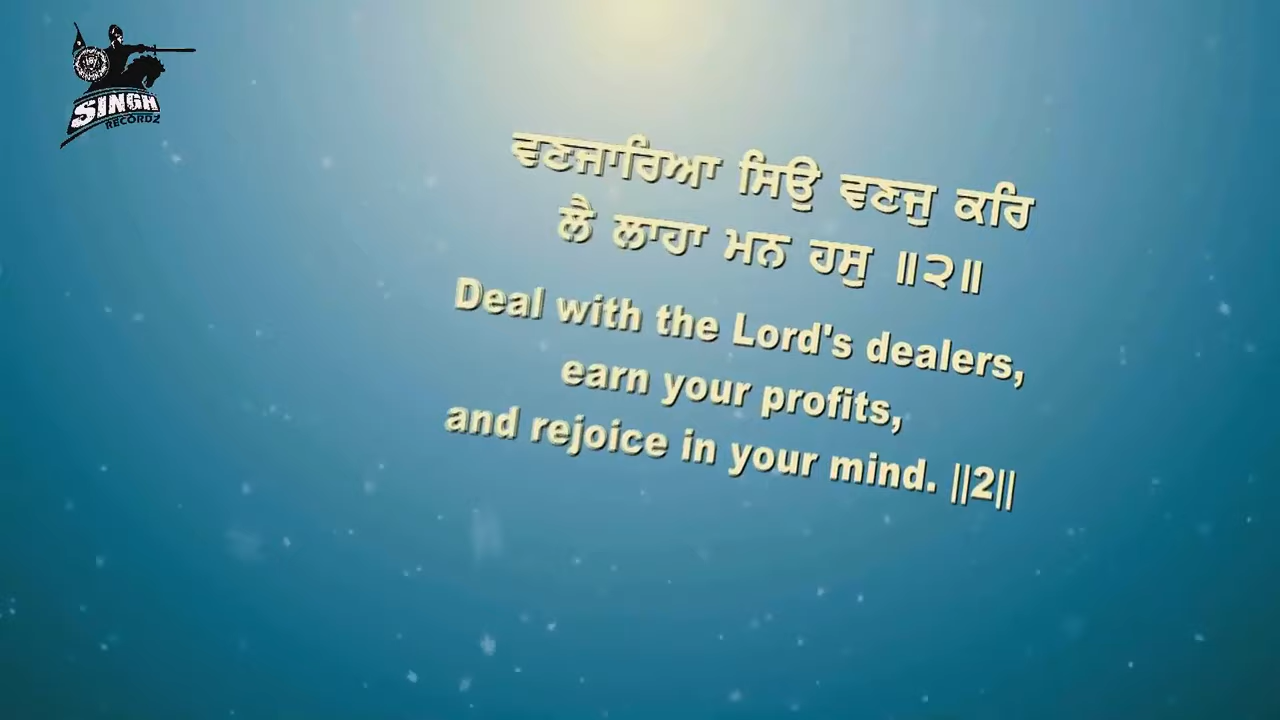 SINGH
RECORDZ
ਵਣਜਾਰਿਆ ਸਿਉ ਵਣਜੁ ਕਰਿ
ਲੈ ਲਾਹਾ ਮਨ ਹਸੁ ॥੨॥
Deal with the Lord's dealers,
earn your profits,
and rejoice in your mind. ||2||